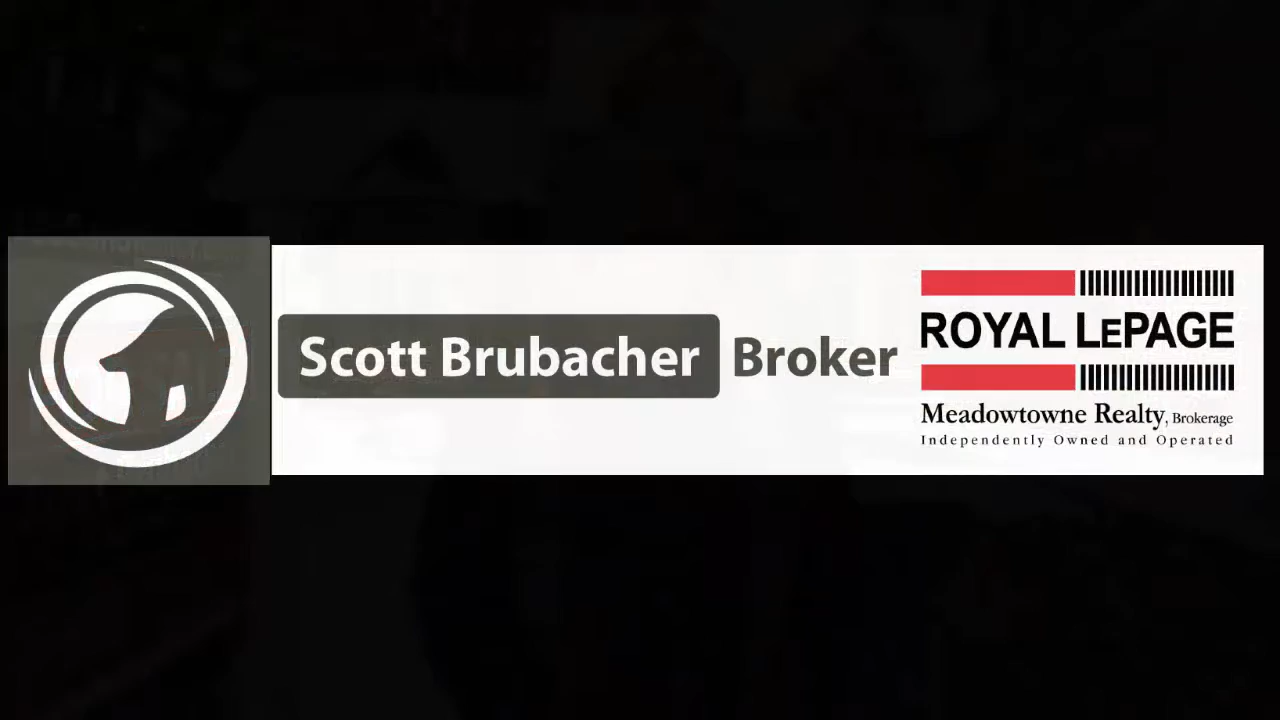 Scott Brubacher Broker
ROYAL LEPAGE
Meadowtowne Realty, Brokerage
Independently Owned and Operated